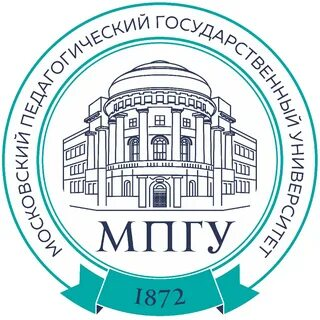 МОСКОВСКИЙ ПЕДАГОГИЧЕСКИЙ ГОСУДАРСТВЕННЫЙ УНИВЕРСИТЕТ
МПГУ
1872